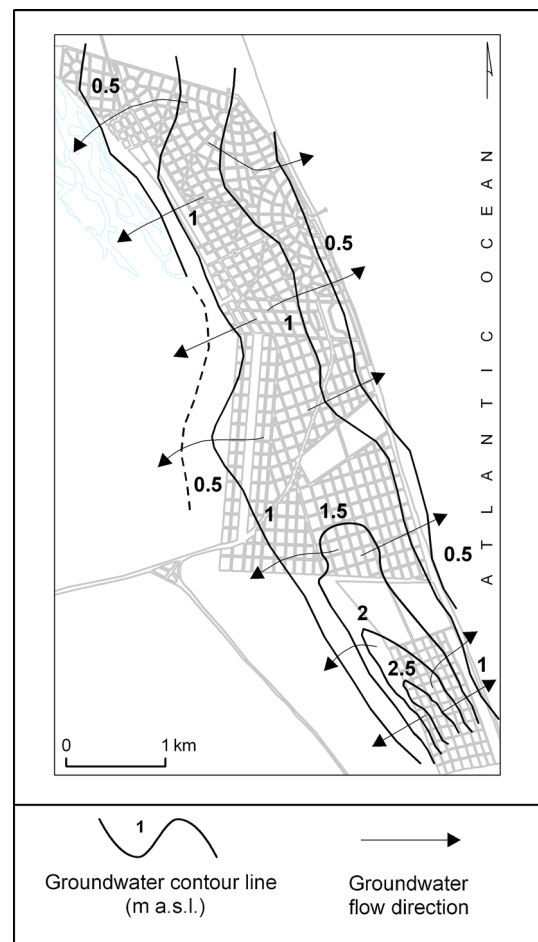 0.5
1
0.5
1
0.5
1
1.5
0.5
2
2.5
1
ATLANTIC OCEAN
0 1 km
1
Groundwater contour line
(m a.s.l.)
Groundwater
flow direction